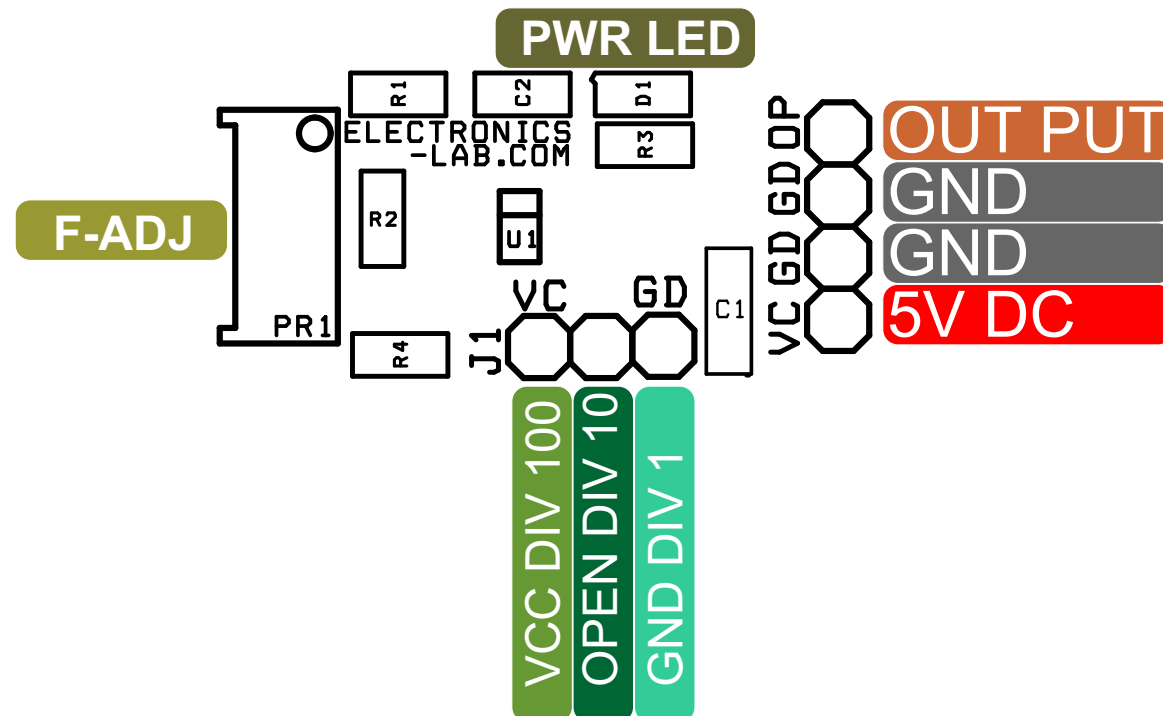 PWR LED
R1
C2
D1
OP
OUT PUT
ELECTRONICS
-LAB.COM
R3
GD
GND
F-ADJ
R2
U1
GD
GND
VC
GD
C1
VC
5V DC
PR1
J1
R4
VCC DIV 100
OPEN DIV 10
GND DIV 1